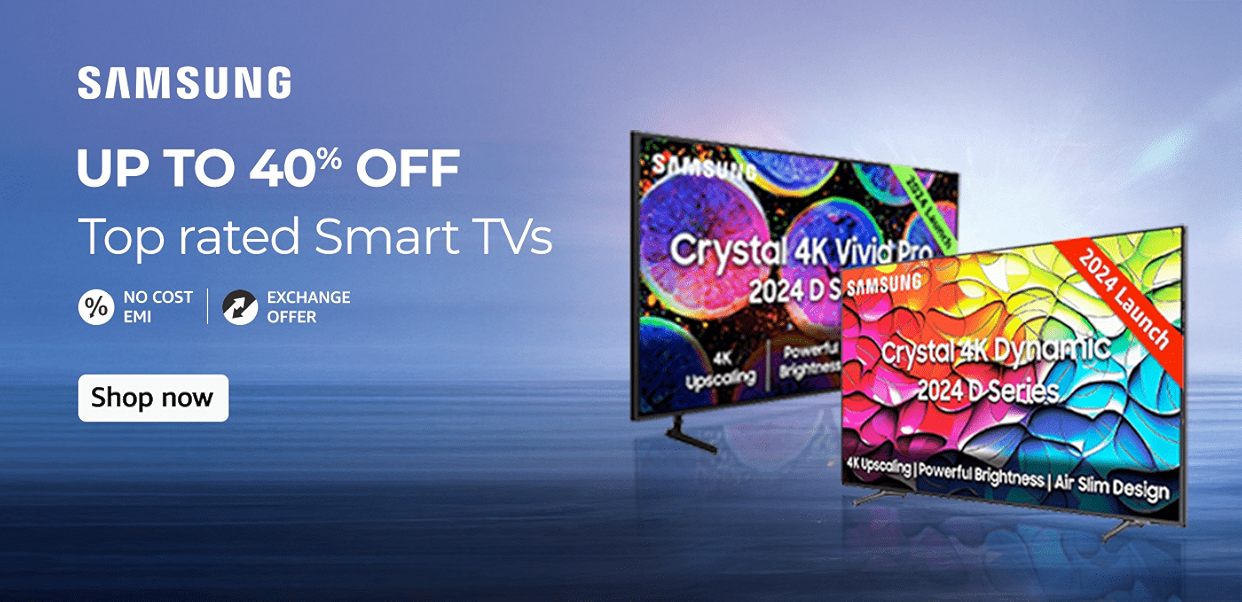 SAMSUNG
UP TO 40% OFF
Top rated Smart TVs
NO COST
EMI
EXCHANGE
OFFER
Shop now
SAMSUNG
2024 Launch
Crystal 4K Vivid Pro
2024 D S
4K
Upscaling
Powerful
Brightness
SAMSUNG
2024 Launch
Crystal 4K Dynamic
2024 D Series
4K Upscaling | Powerful Brightness | Air Slim Design